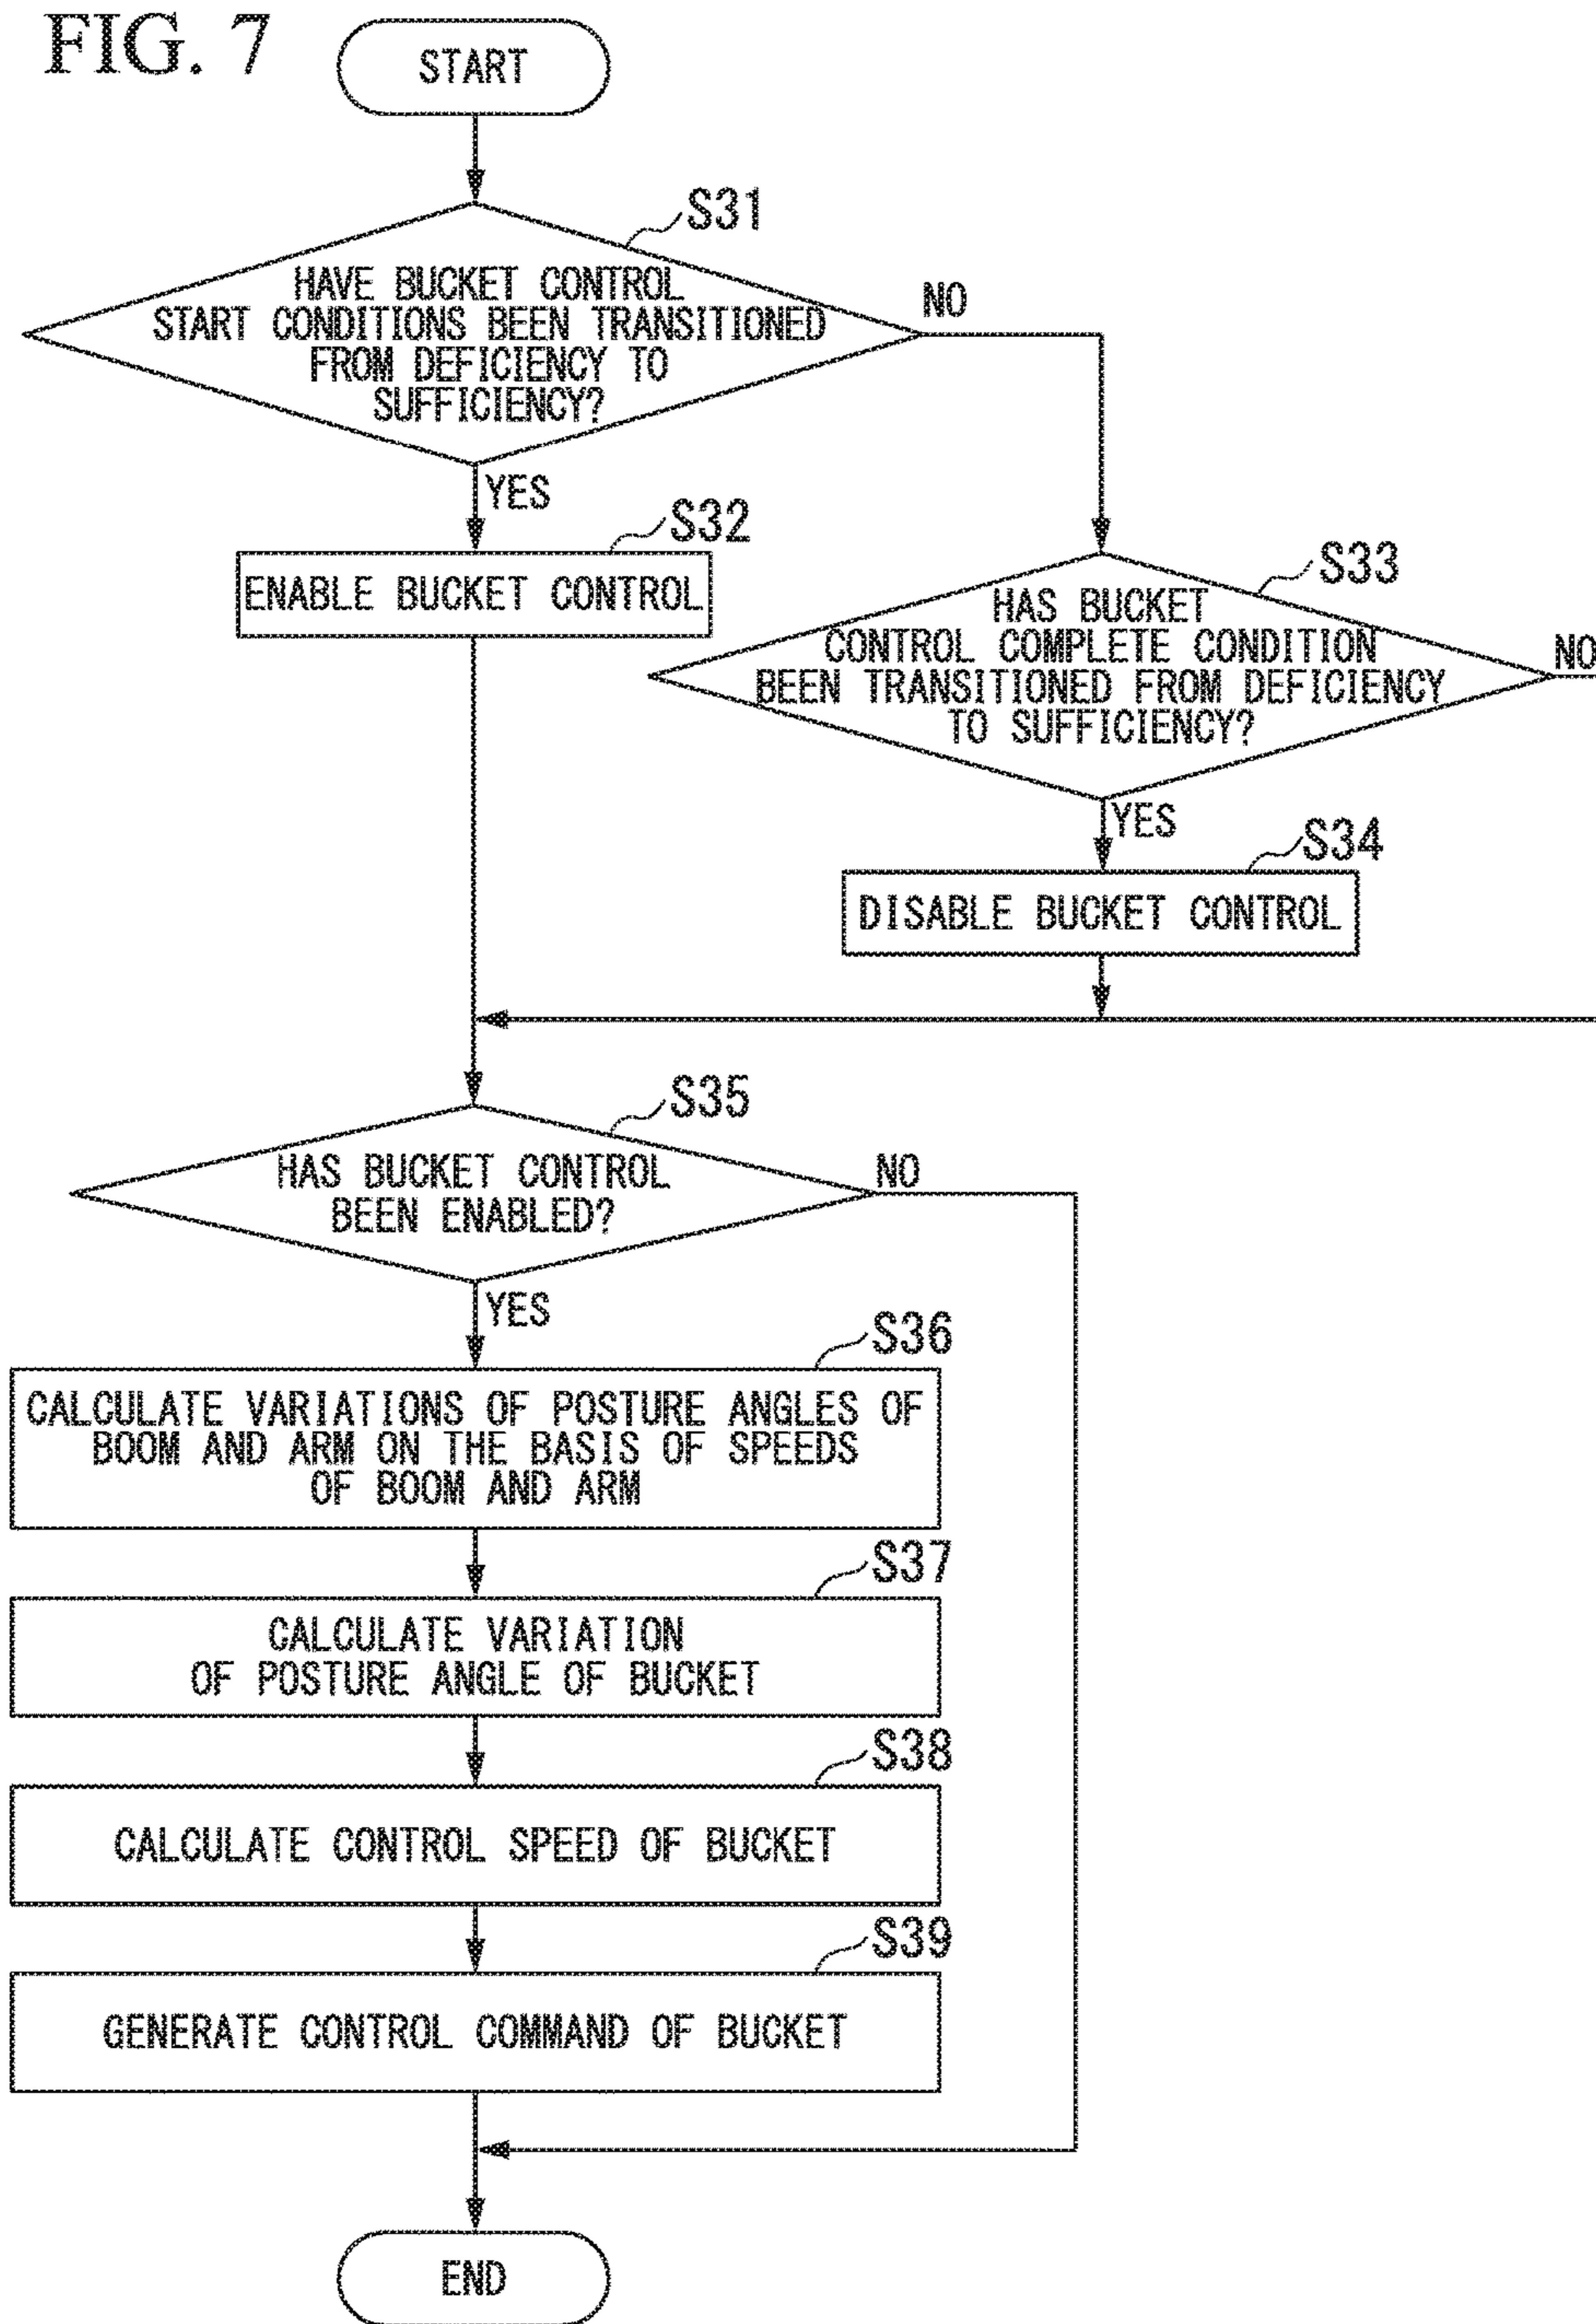 FIG. 7
START
S31
HAVE BUCKET CONTROL
START CONDITIONS BEEN TRANSITIONED
FROM DEFICIENCY TO
SUFFICIENCY?
NO
YES
S32
ENABLE BUCKET CONTROL
S33
HAS BUCKET
CONTROL COMPLETE CONDITION
BEEN TRANSITIONED FROM DEFICIENCY
TO SUFFICIENCY?
NO
YES
S34
DISABLE BUCKET CONTROL
S35
HAS BUCKET CONTROL
BEEN ENABLED?
NO
YES
S36
CALCULATE VARIATIONS OF POSTURE ANGLES OF
BOOM AND ARM ON THE BASIS OF SPEEDS
OF BOOM AND ARM
S37
CALCULATE VARIATION
OF POSTURE ANGLE OF BUCKET
S38
CALCULATE CONTROL SPEED OF BUCKET
S39
GENERATE CONTROL COMMAND OF BUCKET
END